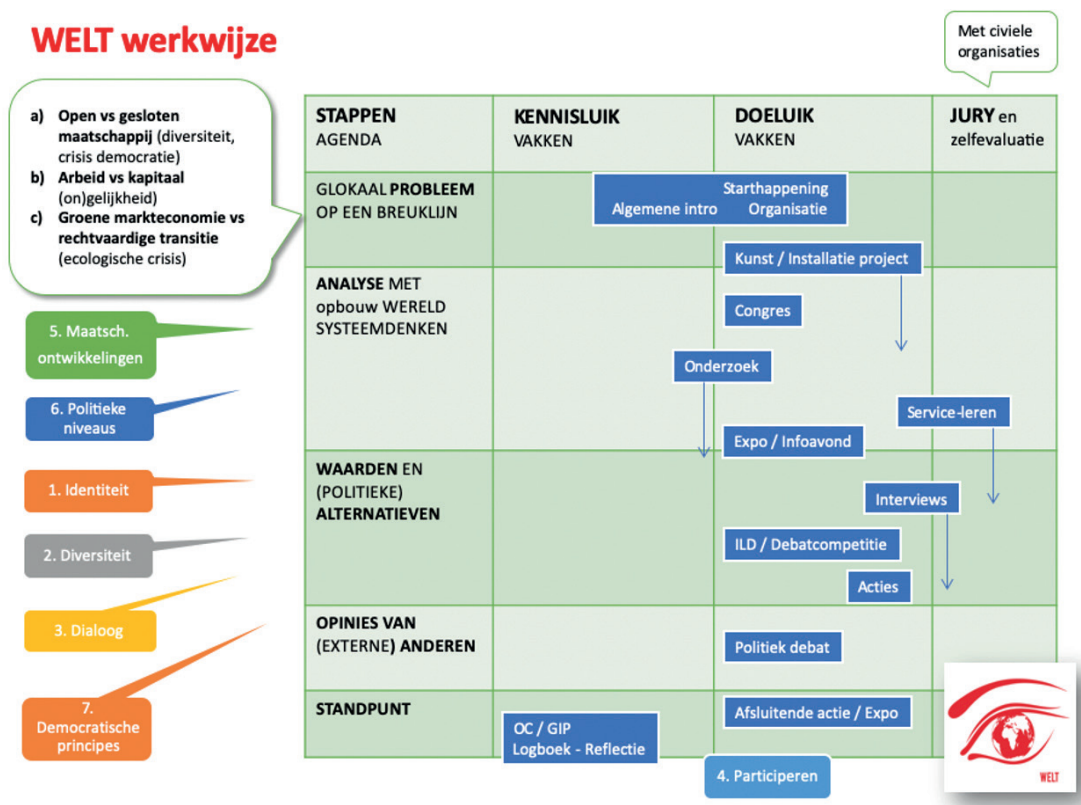 WELT werkwijze
Met civiele
organisaties
a) Open vs gesloten
maatschappij (diversiteit,
crisis democratie)
b) Arbeid vs kapitaal
(on)gelijkheid)
c) Groene markteconomie vs
rechtvaardige transitie
(ecologische crisis)
STAPPEN
AGENDA
KENNISLUIK
VAKKEN
DOELUIK
VAKKEN
JURY en
zelfevaluatie
GLOKAAL PROBLEEM
OP EEN BREUKLIJN
Starthappening
Algemene intro Organisatie
Kunst / Installatie project
ANALYSE MET
opbouw WERELD
SYSTEEMDENKEN
Congres
Onderzoek
Service-leren
Expo / Infoavond
WAARDEN EN
(POLITIEKE)
ALTERNATIEVEN
Interviews
ILD / Debatcompetitie
Acties
OPINIES VAN
(EXTERNE) ANDEREN
Politiek debat
STANDPUNT
OC / GIP
Logboek - Reflectie
Afsluitende actie / Expo
4. Participeren
5. Maatsch.
ontwikkelingen
6. Politieke
niveaus
1. Identiteit
2. Diversiteit
3. Dialoog
7.
Democratische
principes
WELT